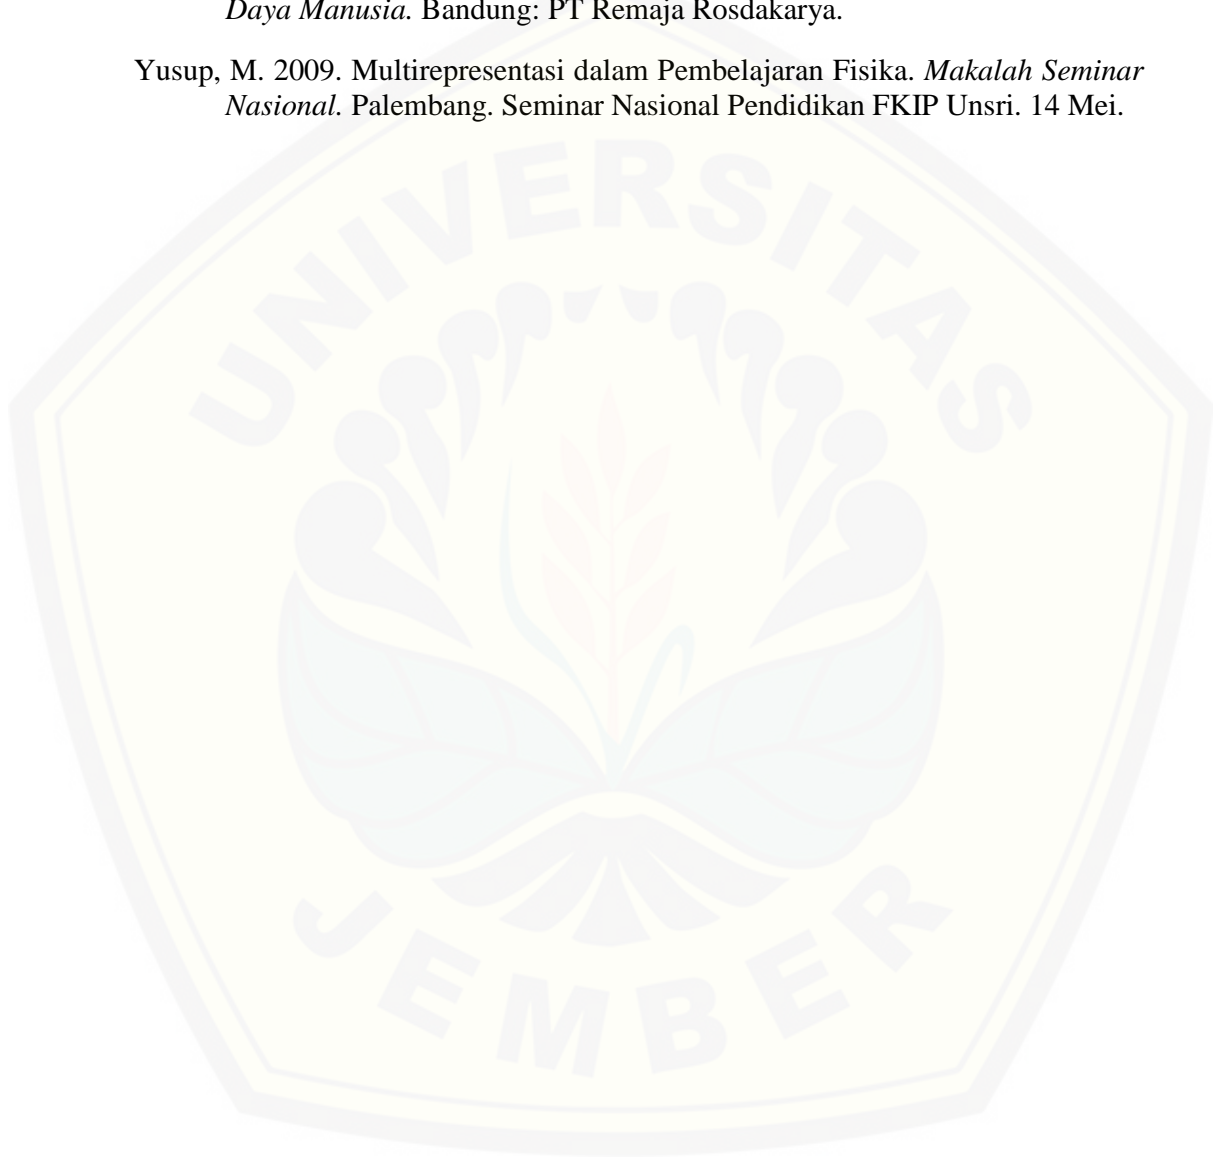 Daya Manusia. Bandung: PT Remaja Rosdakarya.
Yusup, M. 2009. Multirepresentasi dalam Pembelajaran Fisika. Makalah Seminar
Nasional. Palembang. Seminar Nasional Pendidikan FKIP Unsri. 14 Mei.
UNIVERSITAS
JEMBER